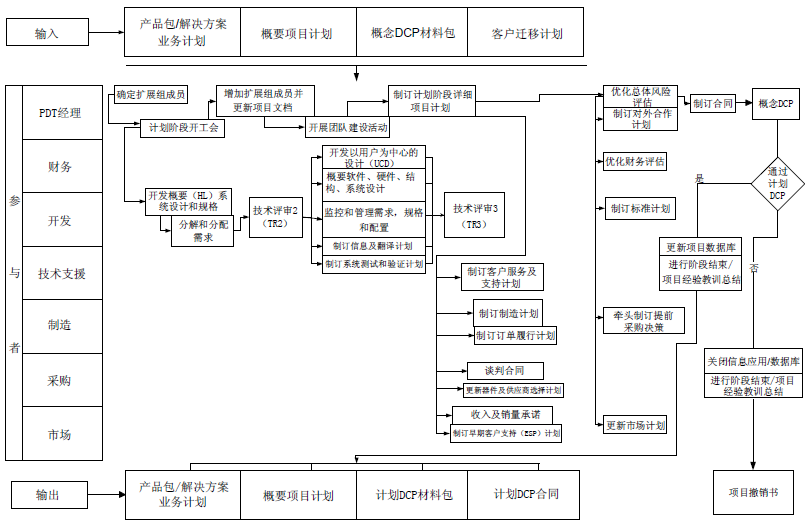 输入
产品包/解决方案
业务计划
概要项目计划
概念DCP材料包
客户迁移计划
参
与
者
PDT经理
财务
开发
技术支援
制造
采购
市场
确定扩展组成员
计划阶段开工会
增加扩展组成员并
更新项目文档
开展团队建设活动
制订计划阶段详细
项目计划
优化总体风险
评估
制订对外合作
计划
制订合同
概念DCP
优化财务评估
通过
计划
DCP
是
否
开发概要（HL）系
统设计和规格
分解和分配
需求
技术评审2
（TR2）
开发以用户为中心的
设计（UCD）
概要软件、硬件、结
构、系统设计
监控和管理需求，规格
和配置
制订信息及翻译计划
制订系统测试和验证计划
技术评审3
（TR3）
制订标准计划
更新项目数据库
进行阶段结束/
项目经验教训总结
制订客户服务及
支持计划
制订制造计划
制订订单履行计划
牵头制订提前
采购决策
关闭信息应用/数据库
进行阶段结束/项目
经验教训总结
谈判合同
更新器件及供应商选择计划
收入及销量承诺
制订早期客户支持（ESP）计划
更新市场计划
输出
产品包/解决方案
业务计划
概要项目计划
计划DCP材料包
计划DCP合同
项目撤销书